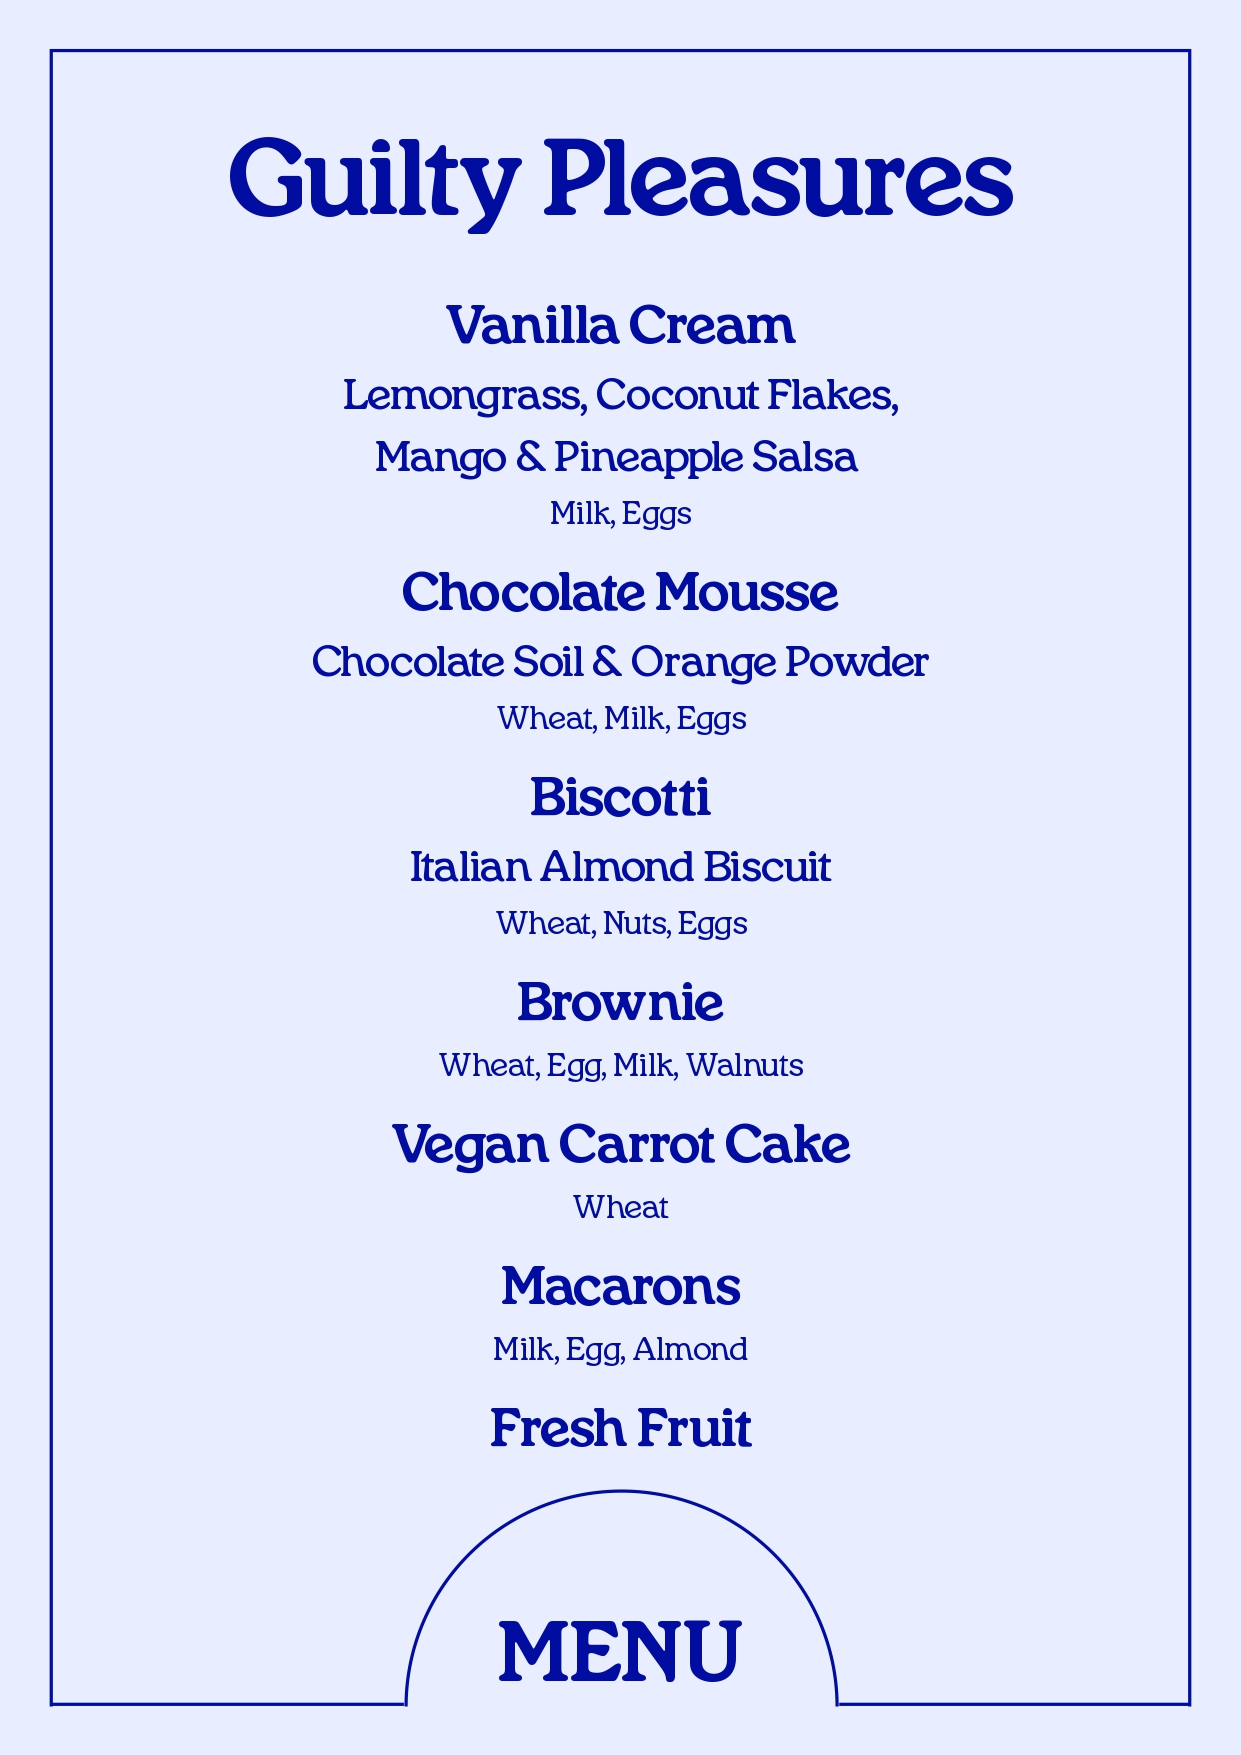 Guilty Pleasures
Vanilla Cream
Lemongrass, Coconut Flakes,
Mango & Pineapple Salsa
Milk, Eggs
Chocolate Mousse
Chocolate Soil & Orange Powder
Wheat, Milk, Eggs
Biscotti
Italian Almond Biscuit
Wheat, Nuts, Eggs
Brownie
Wheat, Egg, Milk, Walnuts
Vegan Carrot Cake
Wheat
Macarons
Milk, Egg, Almond
Fresh Fruit
MENU